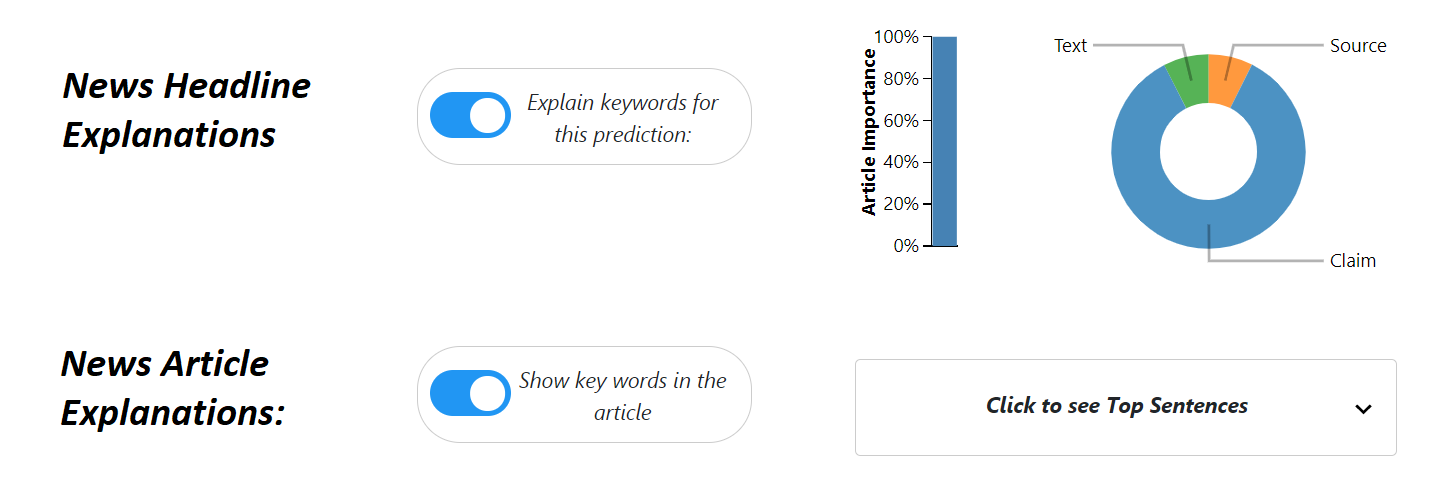 News Headline
Explanations
Explain keywords for
this prediction:
Article Importance
100%
80%
60%
40%
20%
0%
Text
Source
Claim
News Article
Explanations:
Show key words in the
article
Click to see Top Sentences